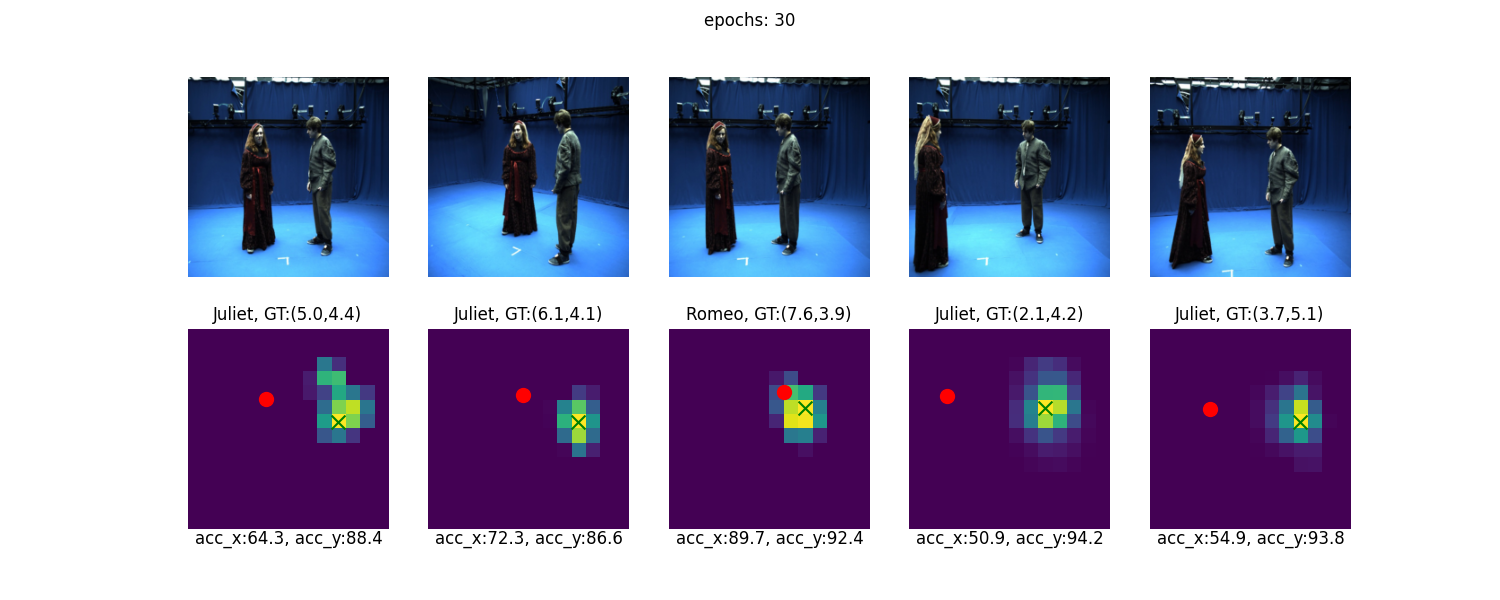 epochs: 30
Juliet, GT:(5.0,4.4)
Juliet, GT:(6.1,4.1)
Romeo, GT:(7.6,3.9)
Juliet, GT:(2.1,4.2)
Juliet, GT:(3.7,5.1)
acc_x:64.3, acc_y:88.4
acc_x:72.3, acc_y:86.6
acc_x:89.7, acc_y:92.4
acc_x:50.9, acc_y:94.2
acc_x:54.9, acc_y:93.8